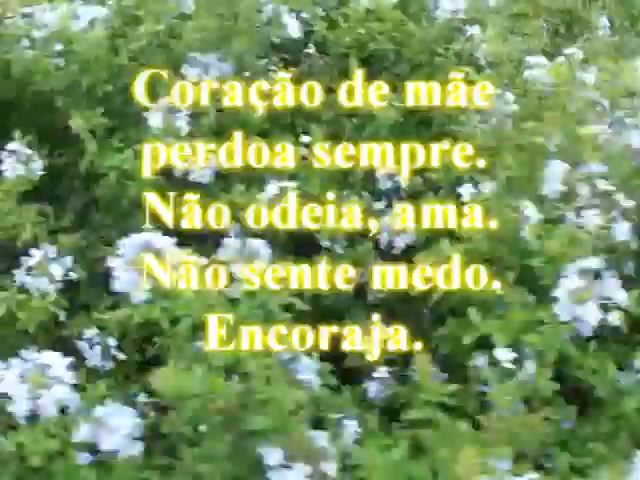 Coração de mãe
perdoa sempre.
Não odeia, ama.
Não sente medo.
Encoraja.